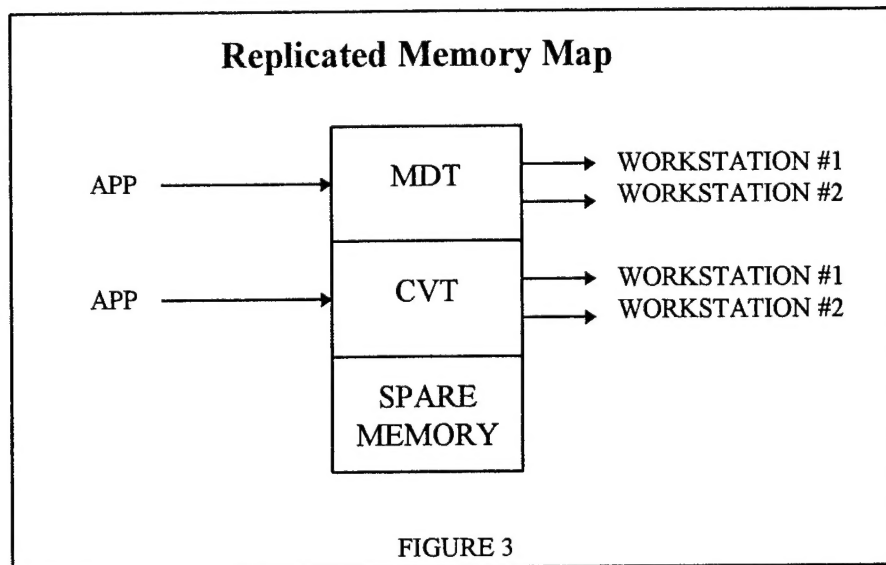 Replicated Memory Map
APP
MDT
WORKSTATION #1
WORKSTATION #2
APP
CVT
WORKSTATION #1
WORKSTATION #2
SPARE
MEMORY
FIGURE 3